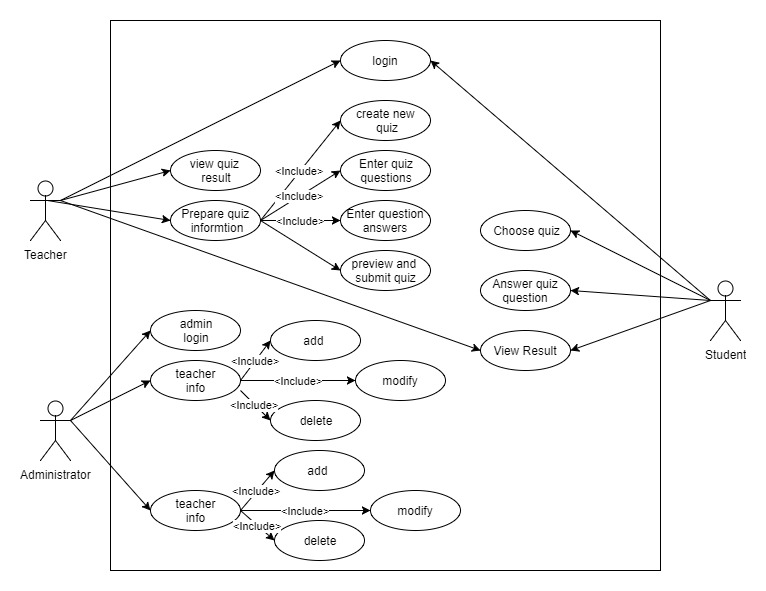 login
create new
quiz
view quiz
result
<Include>
Enter quiz
questions
<Include>
Prepare quiz
informtion
<Include>
Enter question
answers
Teacher
Choose quiz
preview and
submit quiz
Answer quiz
question
admin
login
add
View Result
Student
<Include>
teacher
info
<Include>
modify
<Include>
delete
Administrator
add
<Include>
teacher
info
<Include>
modify
<Include>
delete